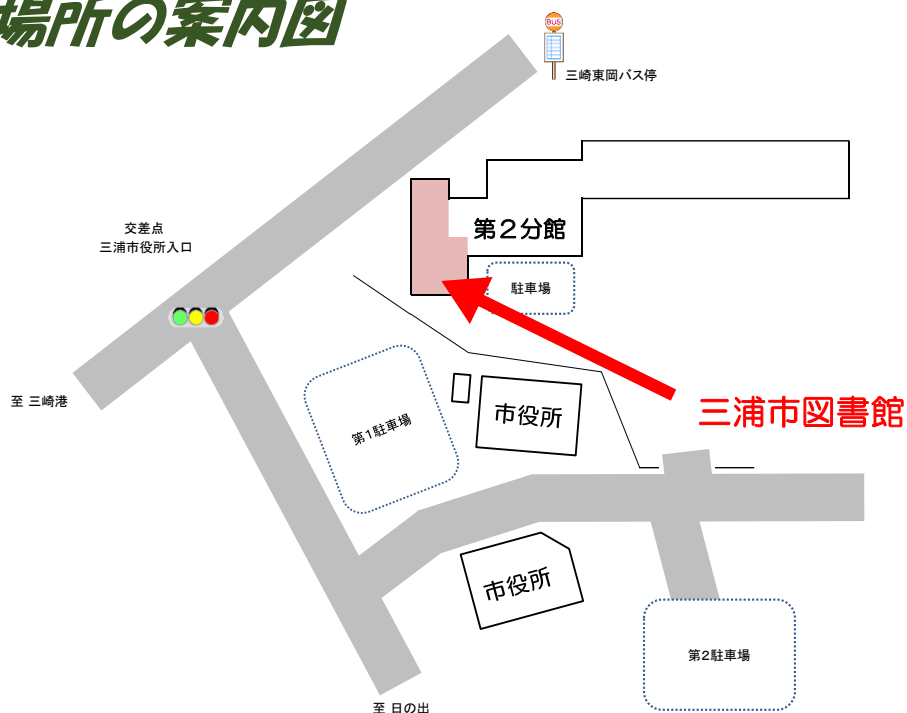 場所の案内図
BUS
三崎東岡バス停
交差点
三浦市役所入口
第2分館
駐車場
至 三崎港
第1駐車場
市役所
三浦市図書館
市役所
第2駐車場
至 日の出